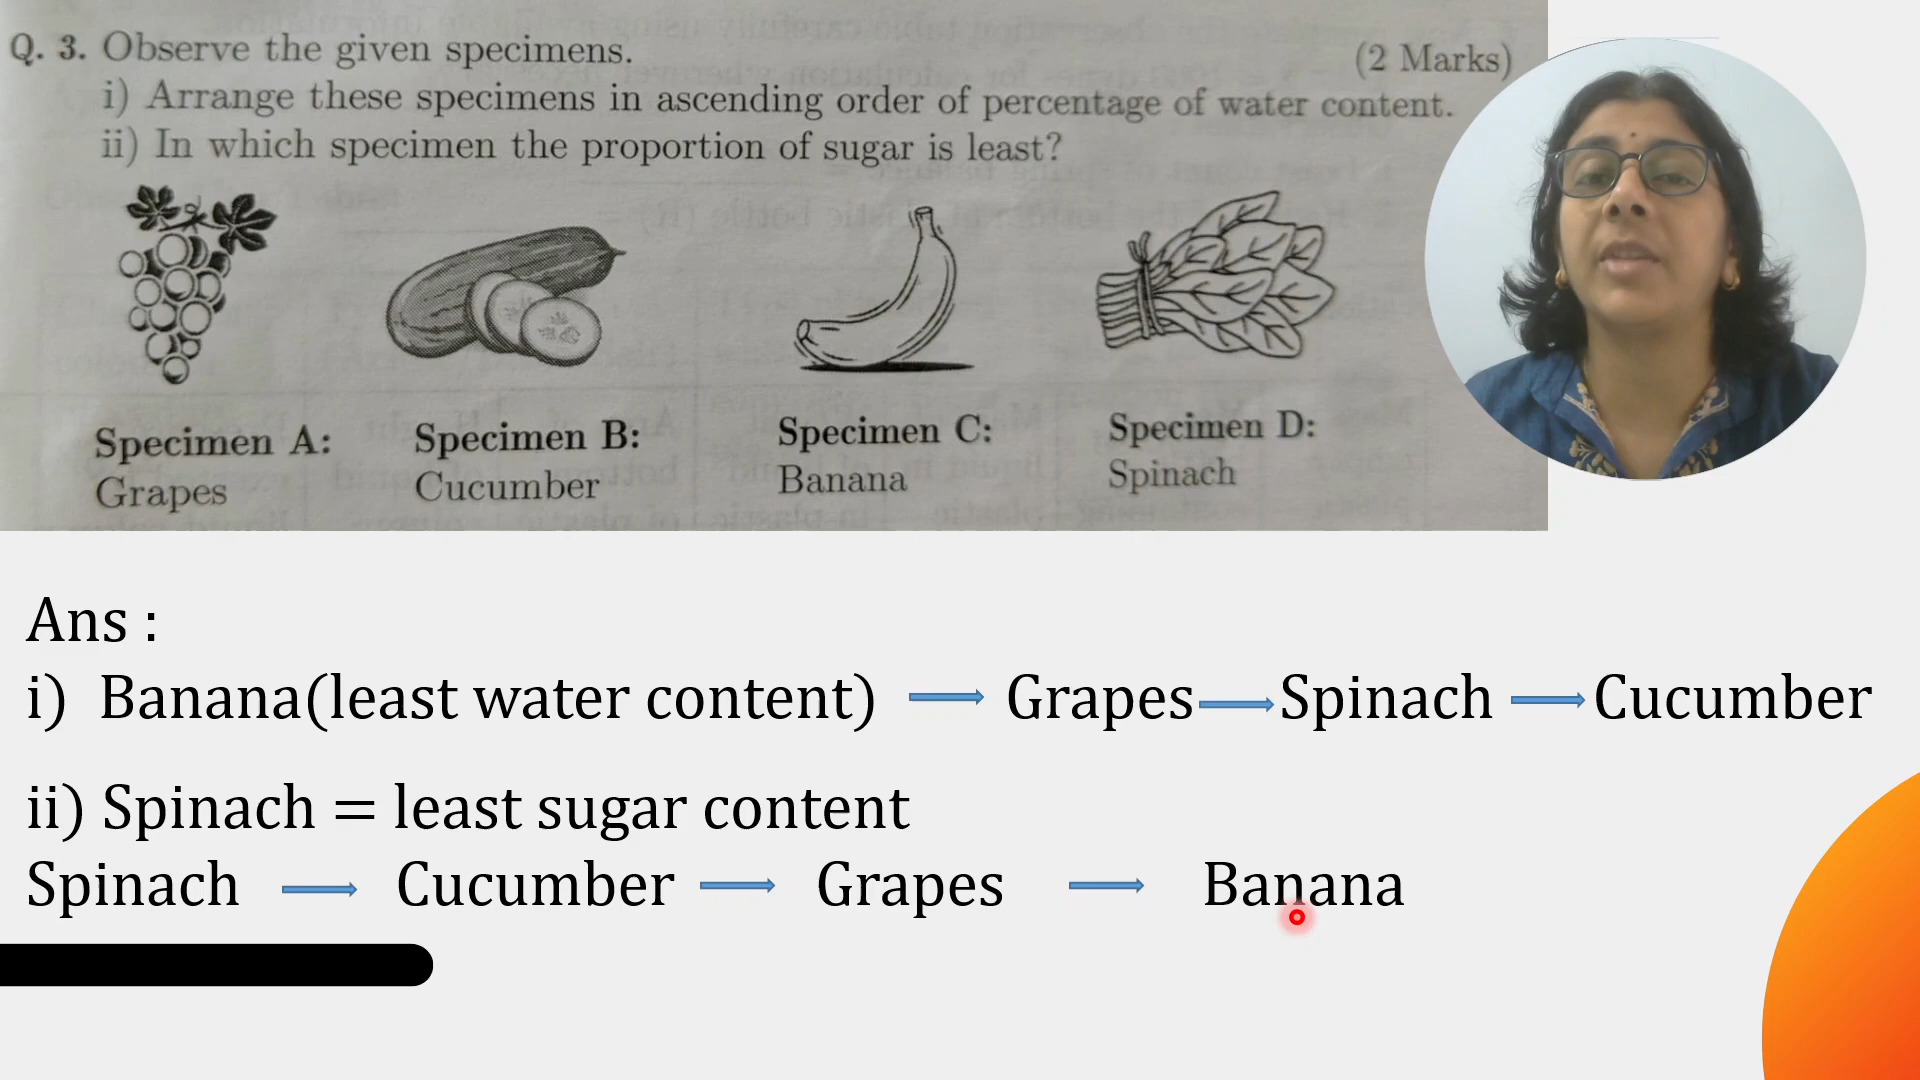 Q. 3. Observe the given specimens. (2 Marks)
i) Arrange these specimens in ascending order of percentage of water content.
ii) In which specimen the proportion of sugar is least?
Specimen A: Specimen B: Specimen C: Specimen D:
Grapes Cucumber Banana Spinach
Ans :
i) Banana(least water content) → Grapes → Spinach → Cucumber
ii) Spinach = least sugar content
Spinach → Cucumber → Grapes → Banana